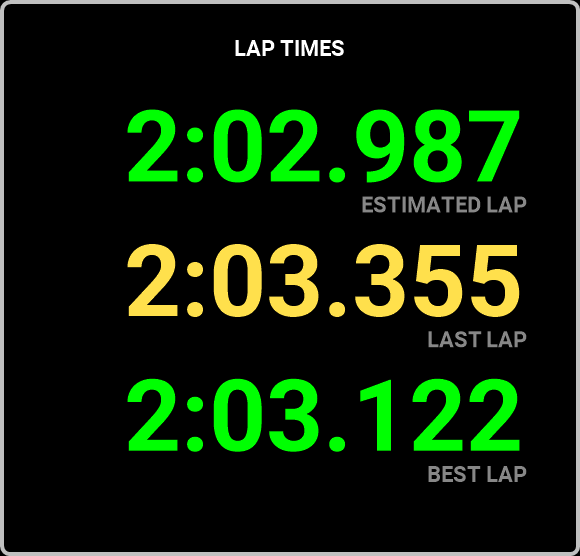 LAP TIMES
2:02.987
ESTIMATED LAP
2:03.355
LAST LAP
2:03.122
BEST LAP